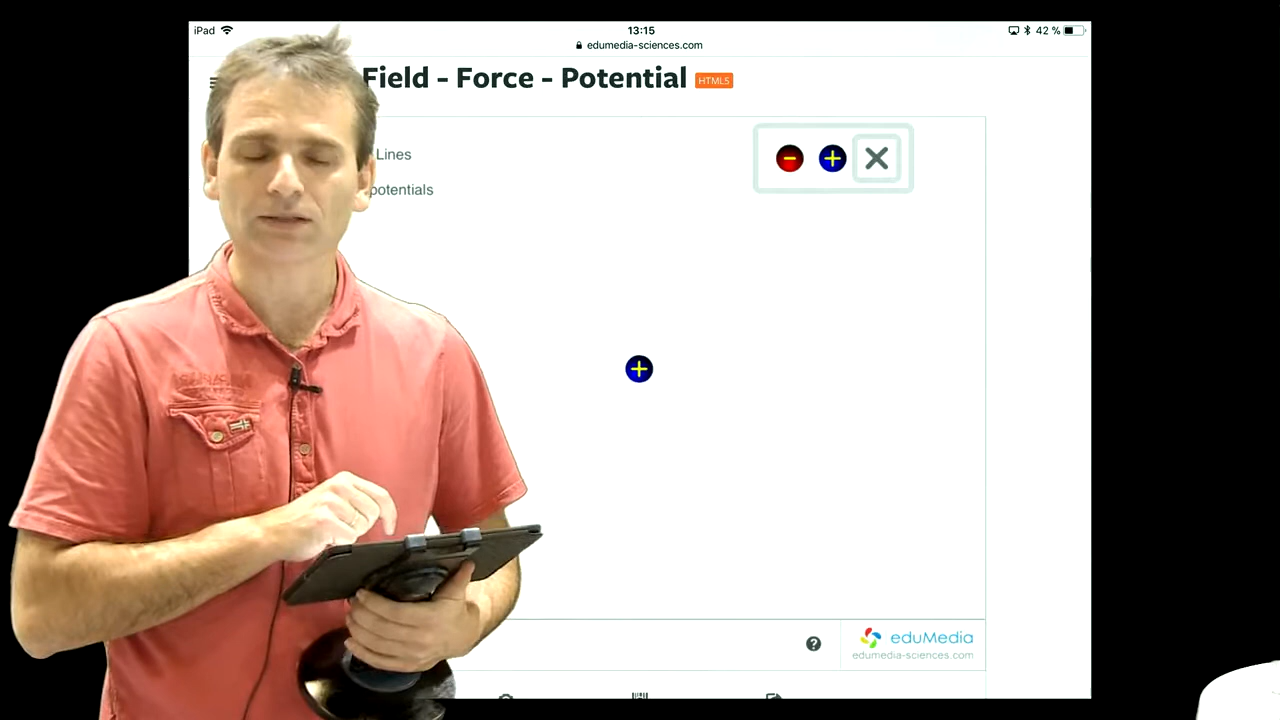 iPad 13:15 42 %
edumedia-sciences.com
Field - Force - Potential HTML5
Lines
potentials
eduMedia
edumedia-sciences.com